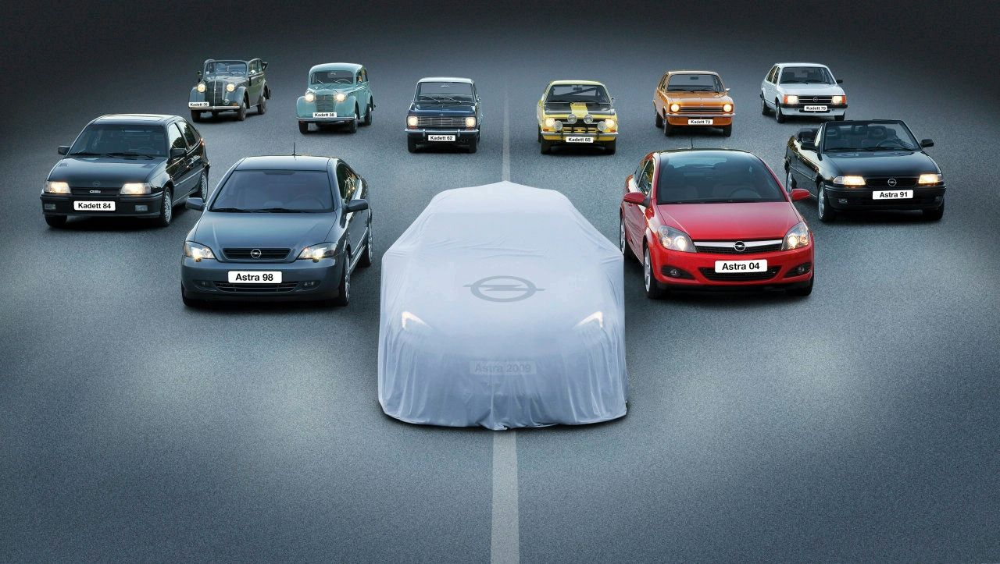 Kadett 36
Kadett 38
Kadett 62
Kadett 65
Kadett 73
Kadett 79
Kadett 84
GSi
Astra 98
Astra 2009
Astra 04
Astra 91